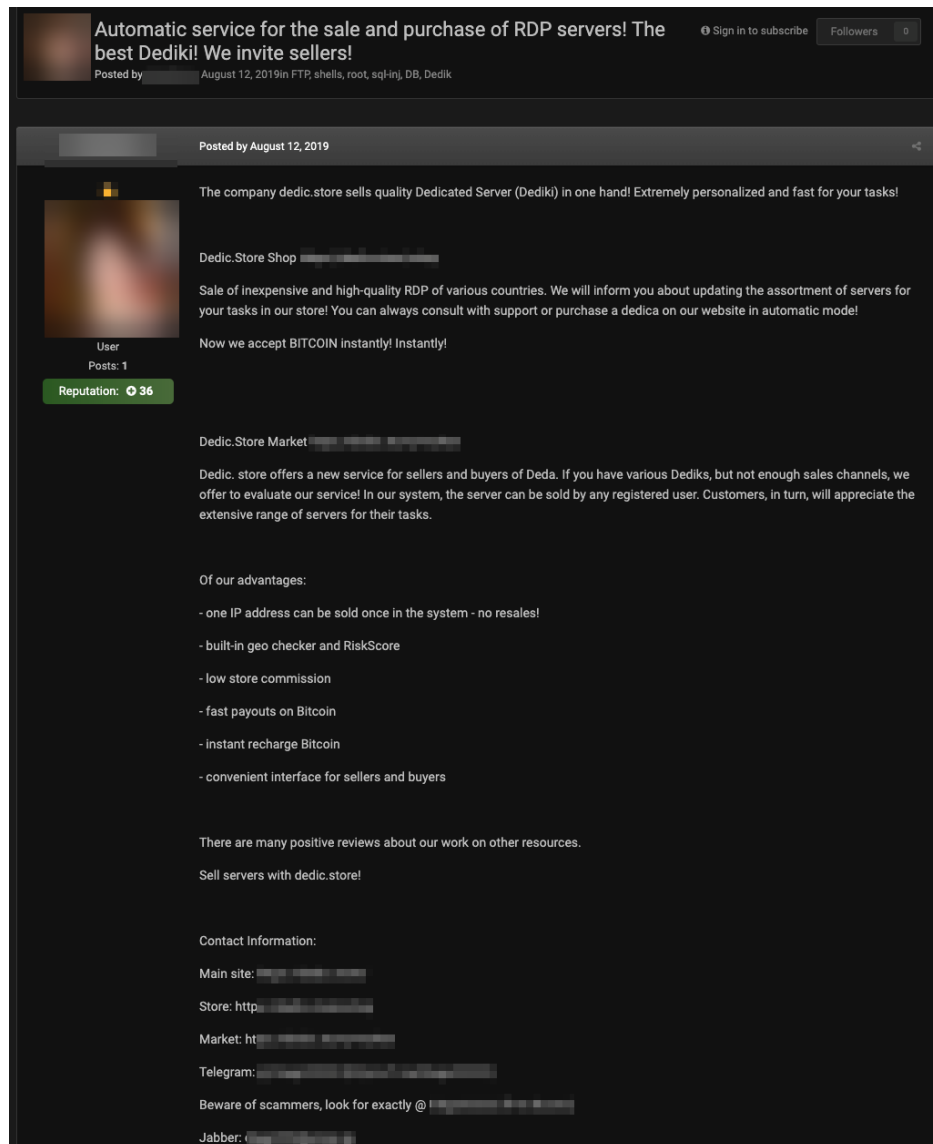 Automatic service for the sale and purchase of RDP servers! The
best Dediki! We invite sellers!
Sign in to subscribe
Followers 0
Posted by August 12, 2019in FTP, shells, root, sql-inj, DB, Dedik
Posted by August 12, 2019
The company dedic.store sells quality Dedicated Server (Dediki) in one hand! Extremely personalized and fast for your tasks!
Dedic.Store Shop
Sale of inexpensive and high-quality RDP of various countries. We will inform you about updating the assortment of servers for
your tasks in our store! You can always consult with support or purchase a dedica on our website in automatic mode!
Now we accept BITCOIN instantly! Instantly!
User
Posts: 1
Reputation: 36
Dedic.Store Market
Dedic. store offers a new service for sellers and buyers of Deda. If you have various Dediks, but not enough sales channels, we
offer to evaluate our service! In our system, the server can be sold by any registered user. Customers, in turn, will appreciate the
extensive range of servers for their tasks.
Of our advantages:
- one IP address can be sold once in the system - no resales!
- built-in geo checker and RiskScore
- low store commission
- fast payouts on Bitcoin
- instant recharge Bitcoin
- convenient interface for sellers and buyers
There are many positive reviews about our work on other resources.
Sell servers with dedic.store!
Contact Information:
Main site:
Store: http
Market: ht
Telegram:
Beware of scammers, look for exactly @
Jabber: